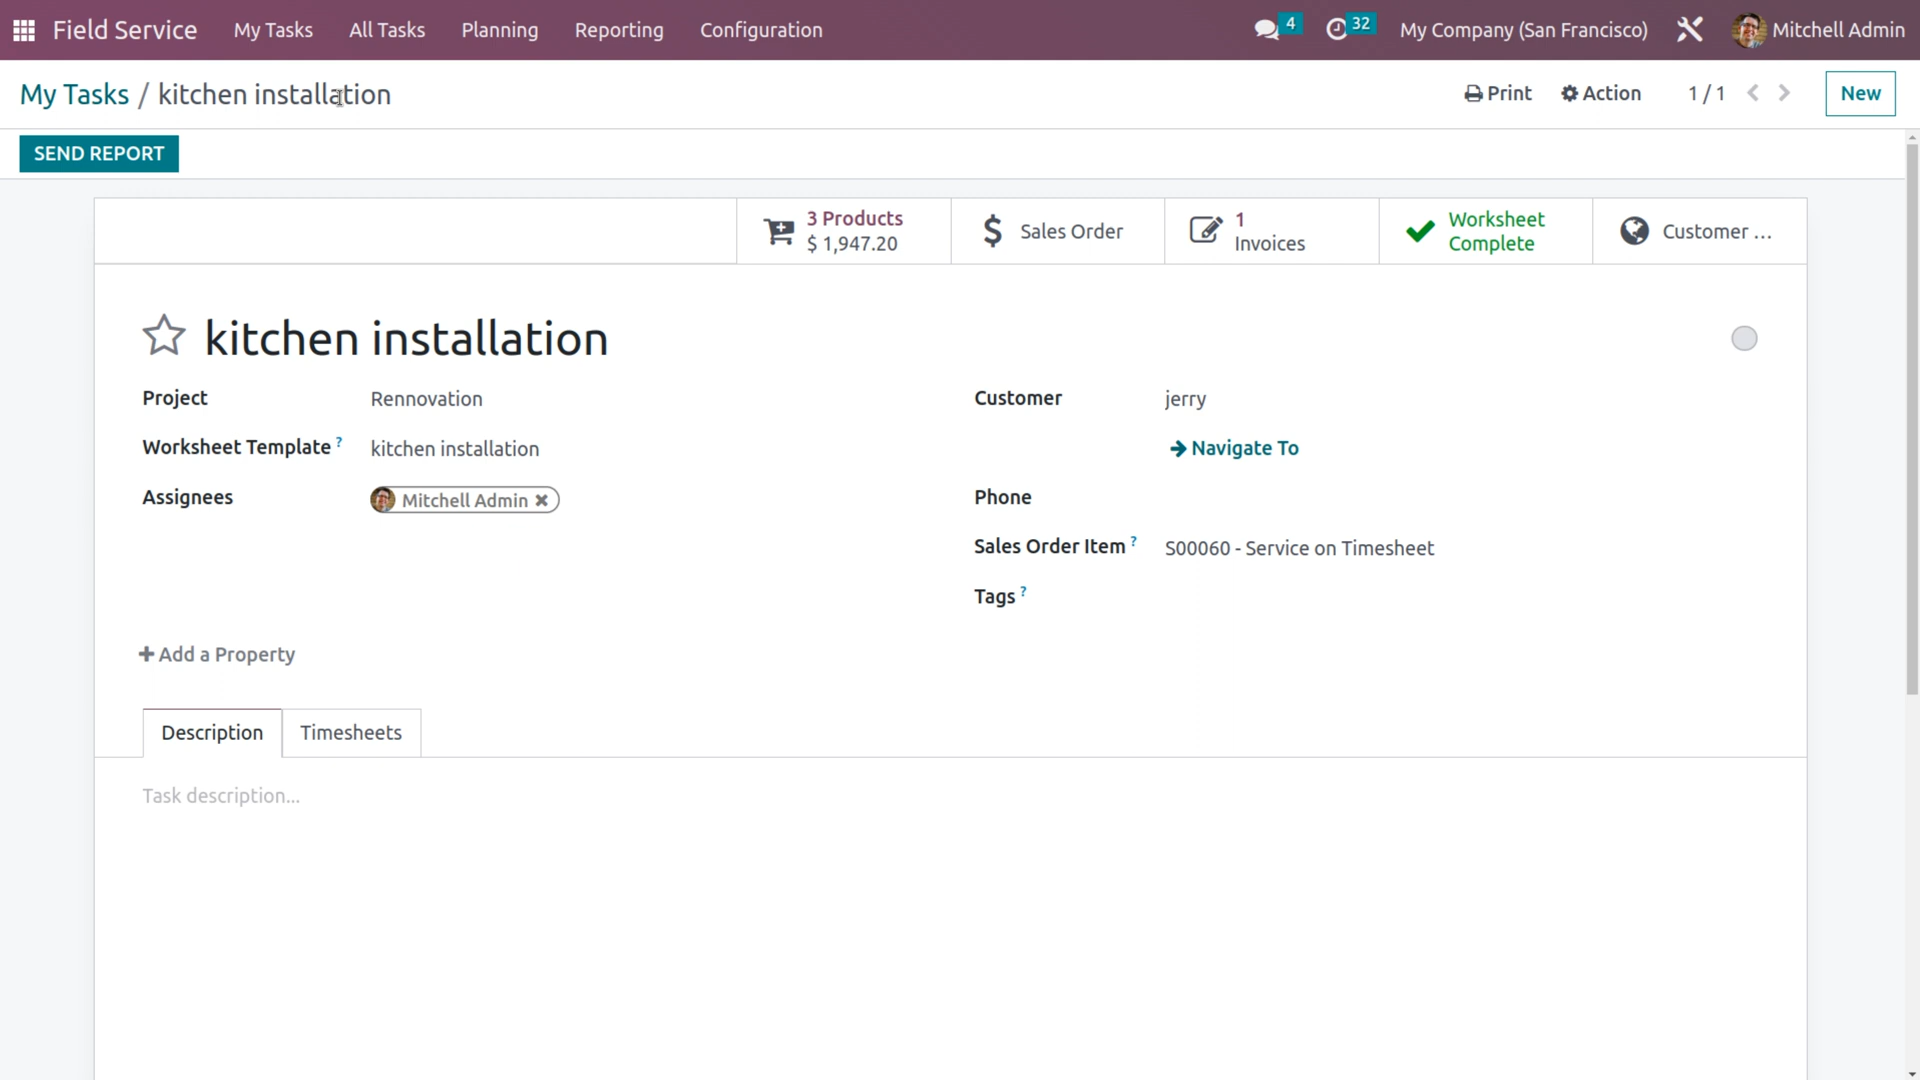 Field Service My Tasks All Tasks Planning Reporting Configuration 4 32 My Company (San Francisco) Mitchell Admin
My Tasks / kitchen installation Print Action 1 / 1 New
SEND REPORT
3 Products
$ 1,947.20
Sales Order
1
Invoices
Worksheet
Complete
Customer ...
kitchen installation
Project Rennovation
Worksheet Template ? kitchen installation
Assignees Mitchell Admin ✖
Customer jerry
Navigate To
Phone
Sales Order Item ? S00060 - Service on Timesheet
Tags ?
+ Add a Property
Description Timesheets
Task description...